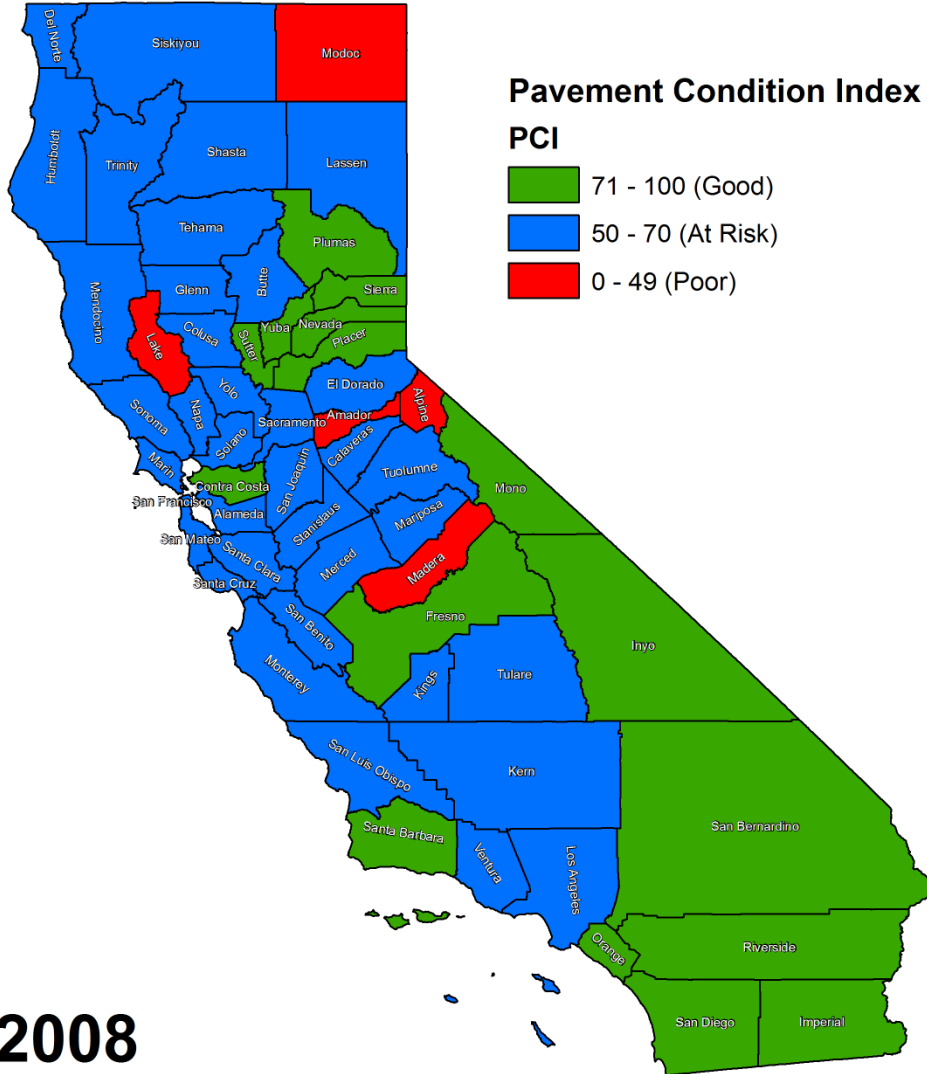 Del Norte
Siskiyou
Modoc
Pavement Condition Index
PCI
71 - 100 (Good)
50 - 70 (At Risk)
0 - 49 (Poor)
Humboldt
Trinity
Shasta
Lassen
Tehama
Plumas
Butte
Glenn
Sierra
Mendocino
Lake
Colusa
Sutter
Yuba
Nevada
Placer
Yolo
El Dorado
Sonoma
Napa
Solano
Sacramento
Amador
Alpine
Calaveras
Marin
Contra Costa
San Joaquin
Tuolumne
Mono
San Francisco
Alameda
Stanislaus
Mariposa
San Mateo
Santa Clara
Merced
Madera
Santa Cruz
San Benito
Fresno
Inyo
Monterey
Kings
Tulare
San Luis Obispo
Kern
San Bernardino
Santa Barbara
Ventura
Los Angeles
Orange
Riverside
San Diego
Imperial
2008